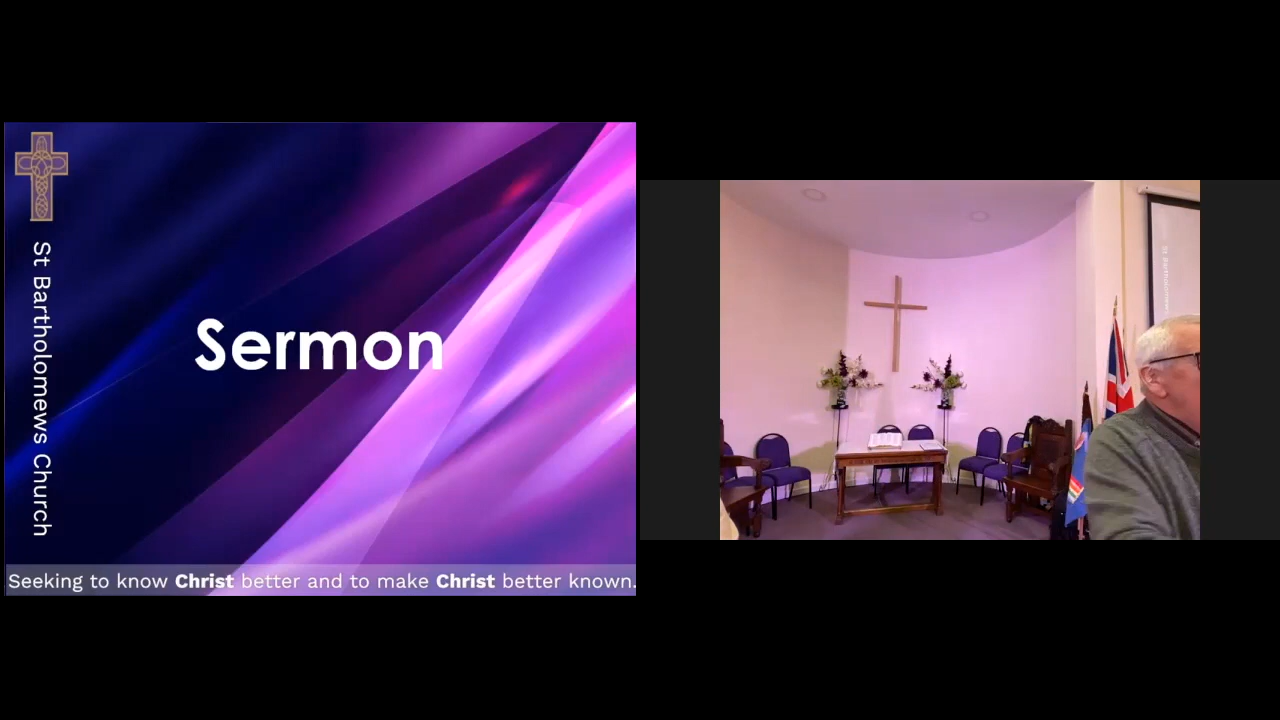 St Bartholomews Church
Sermon
Seeking to know Christ better and to make Christ better known.